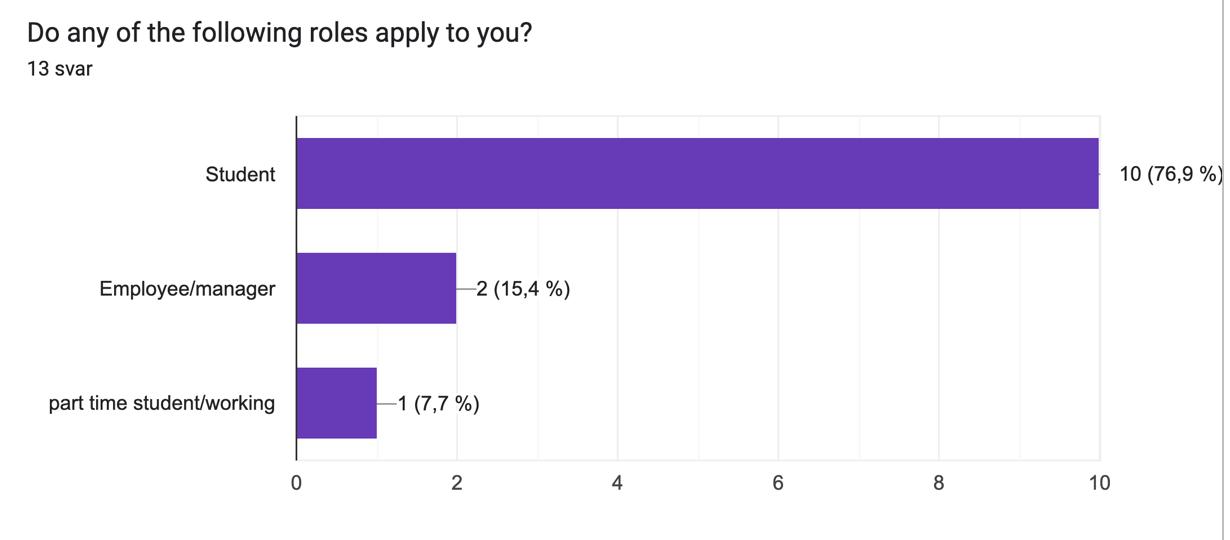 Do any of the following roles apply to you?
13 svar
Student
10 (76,9 %)
Employee/manager
2 (15,4 %)
part time student/working
1 (7,7 %)
0 2 4 6 8 10